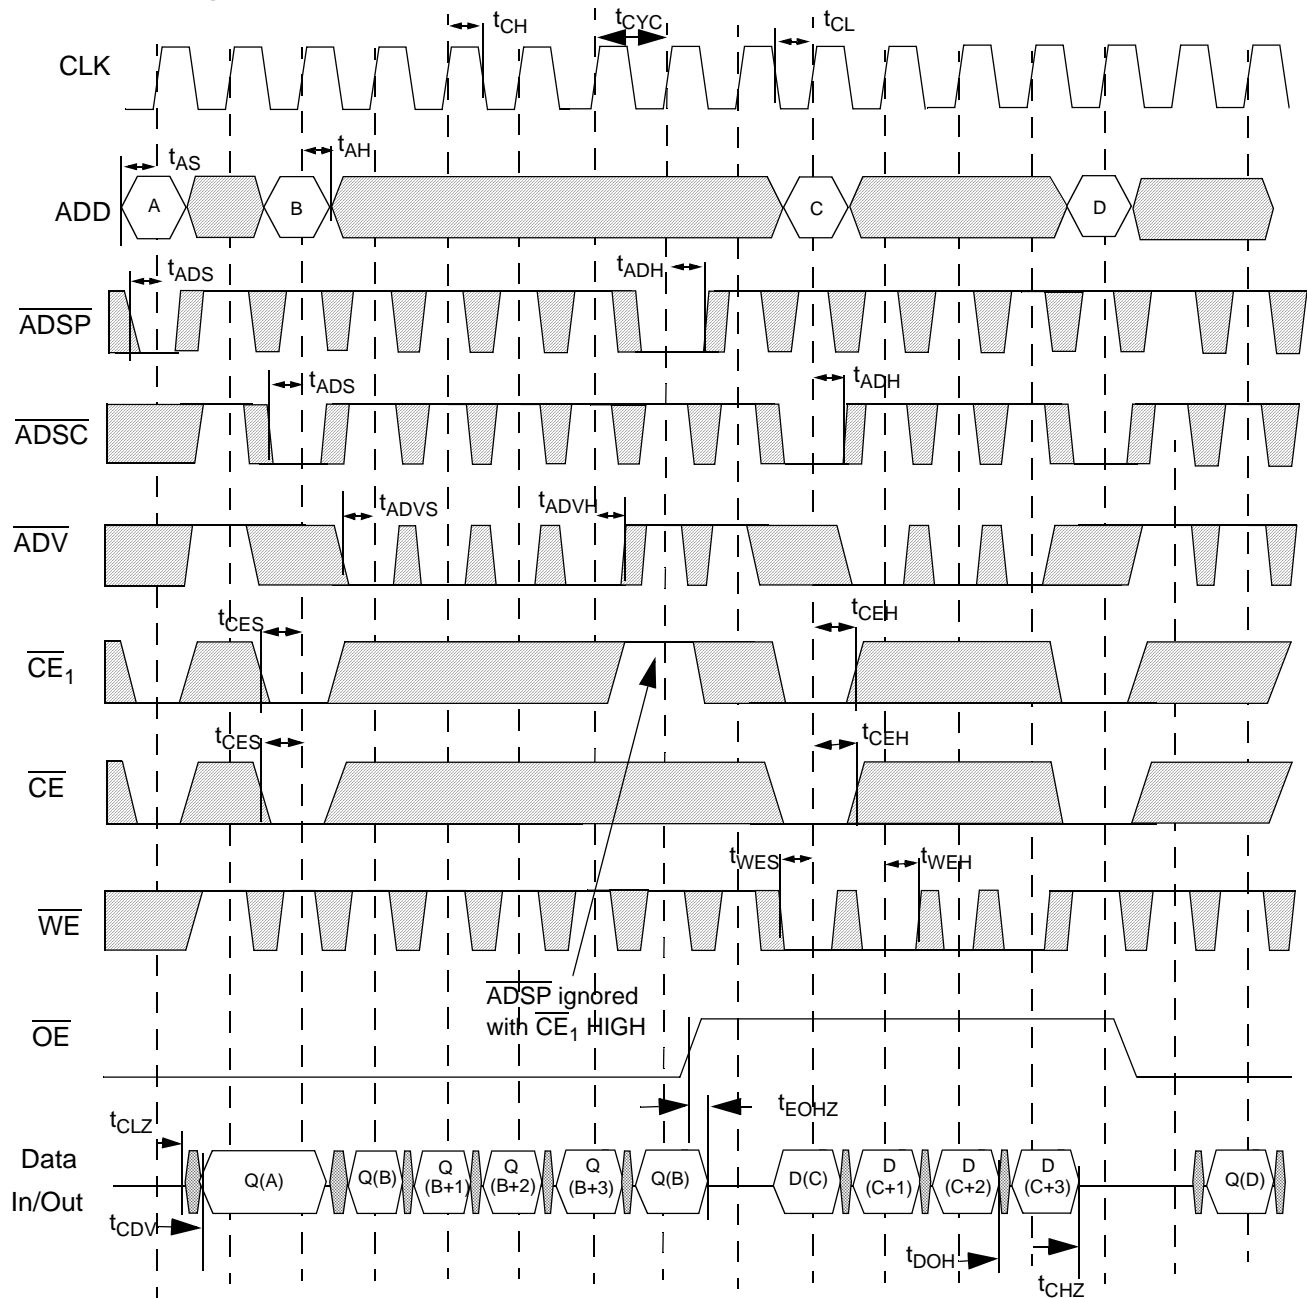 tCH
tCYC
tCL
CLK
tAS
tAH
ADD
A
B
C
D
tADS
tADH
ADSP
tADS
tADH
ADSC
tADVS
tADVH
ADV
tCES
tCEH
CE1
tCES
tCEH
CE
tWES
tWEH
WE
ADSP ignored
with CE1 HIGH
OE
tCLZ
tEOHZ
Data
In/Out
Q(A)
Q(B)
Q
(B+1)
Q
(B+2)
Q
(B+3)
Q(B)
D(C)
D
(C+1)
D
(C+2)
D
(C+3)
Q(D)
tCDV
tDOH
tCHZ